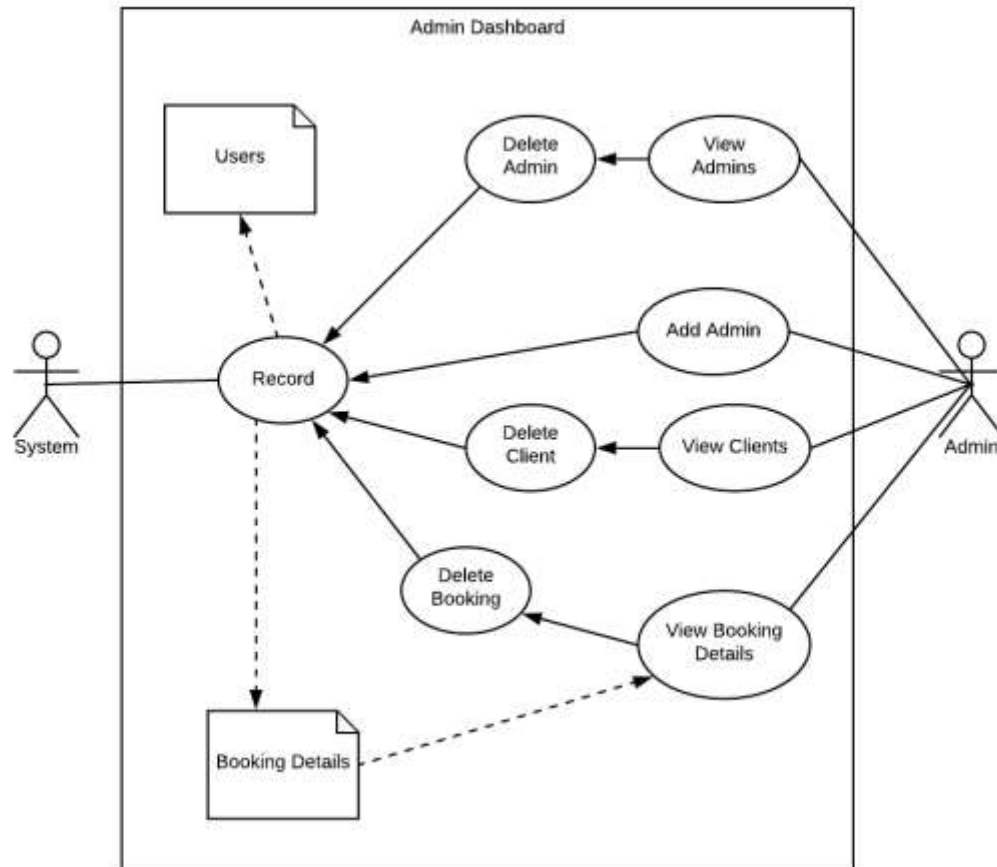 Admin Dashboard
Users
Delete
Admin
View
Admins
Add Admin
Record
System
Delete
Client
View Clients
Admin
Delete
Booking
View Booking
Details
Booking Details